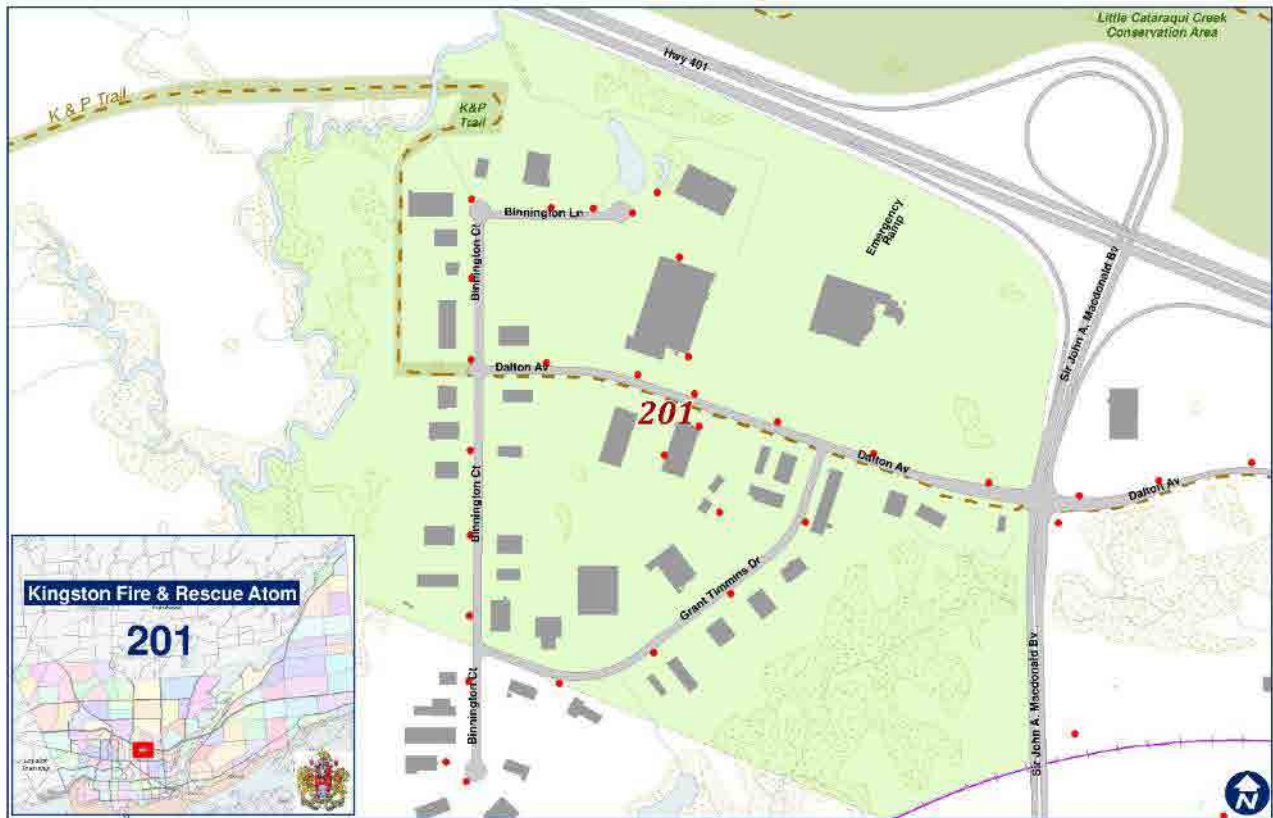 Little Cataraqui Creek
Conservation Area
Hwy 401
K & P Trail
K&P
Trail
Binnington Ln
Binnington Ct
Emergency
Ramp
Sir John A. Macdonald Bv
Dalton Av
201
Dalton Av
Dalton Av
Binnington Ct
Grant Timmins Dr
Binnington Ct
Sir John A. Macdonald Bv
Kingston Fire & Rescue Atom
201
N